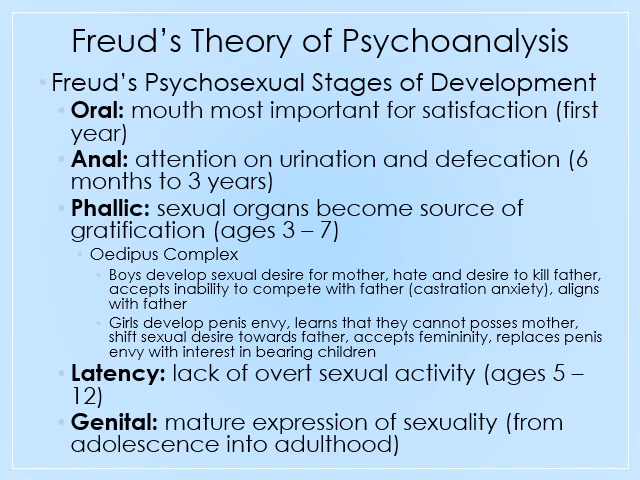 Freud’s Theory of Psychoanalysis
• Freud’s Psychosexual Stages of Development
• Oral: mouth most important for satisfaction (first
year)
• Anal: attention on urination and defecation (6
months to 3 years)
• Phallic: sexual organs become source of
gratification (ages 3 – 7)
• Oedipus Complex
• Boys develop sexual desire for mother, hate and desire to kill father,
accepts inability to compete with father (castration anxiety), aligns
with father
• Girls develop penis envy, learns that they cannot posses mother,
shift sexual desire towards father, accepts femininity, replaces penis
envy with interest in bearing children
• Latency: lack of overt sexual activity (ages 5 –
12)
• Genital: mature expression of sexuality (from
adolescence into adulthood)